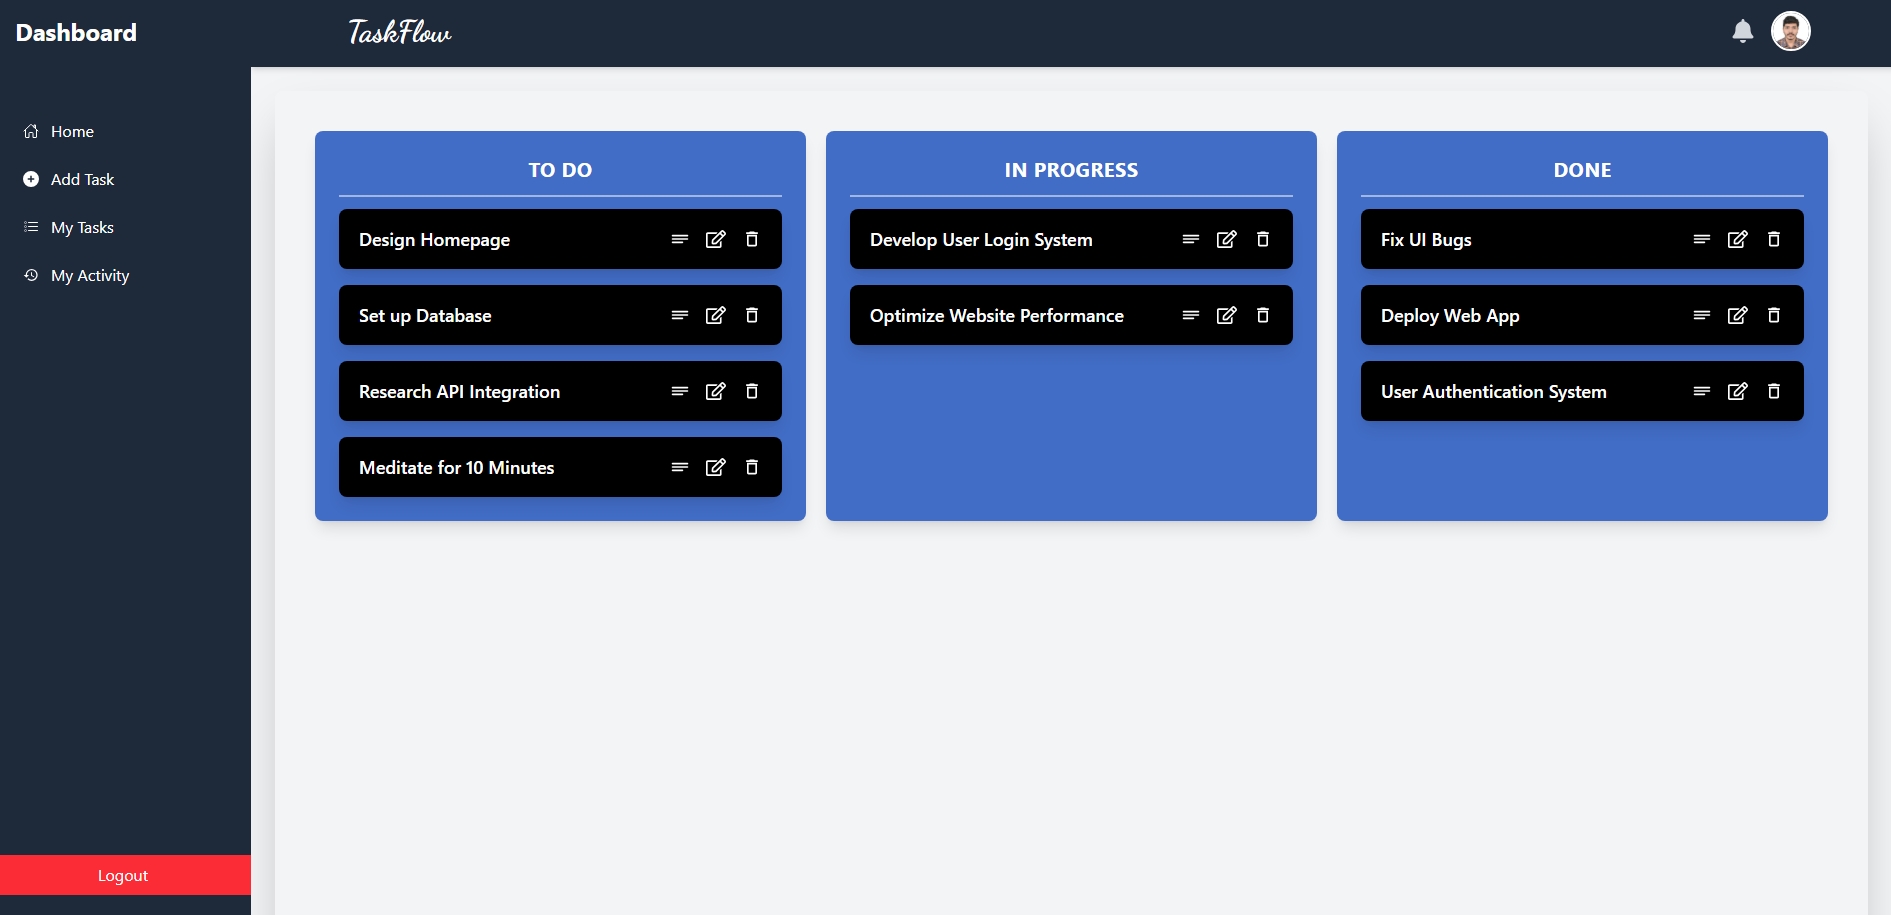 Dashboard
TaskFlow
Home
Add Task
My Tasks
My Activity
Logout
TO DO
Design Homepage
Set up Database
Research API Integration
Meditate for 10 Minutes
IN PROGRESS
Develop User Login System
Optimize Website Performance
DONE
Fix UI Bugs
Deploy Web App
User Authentication System